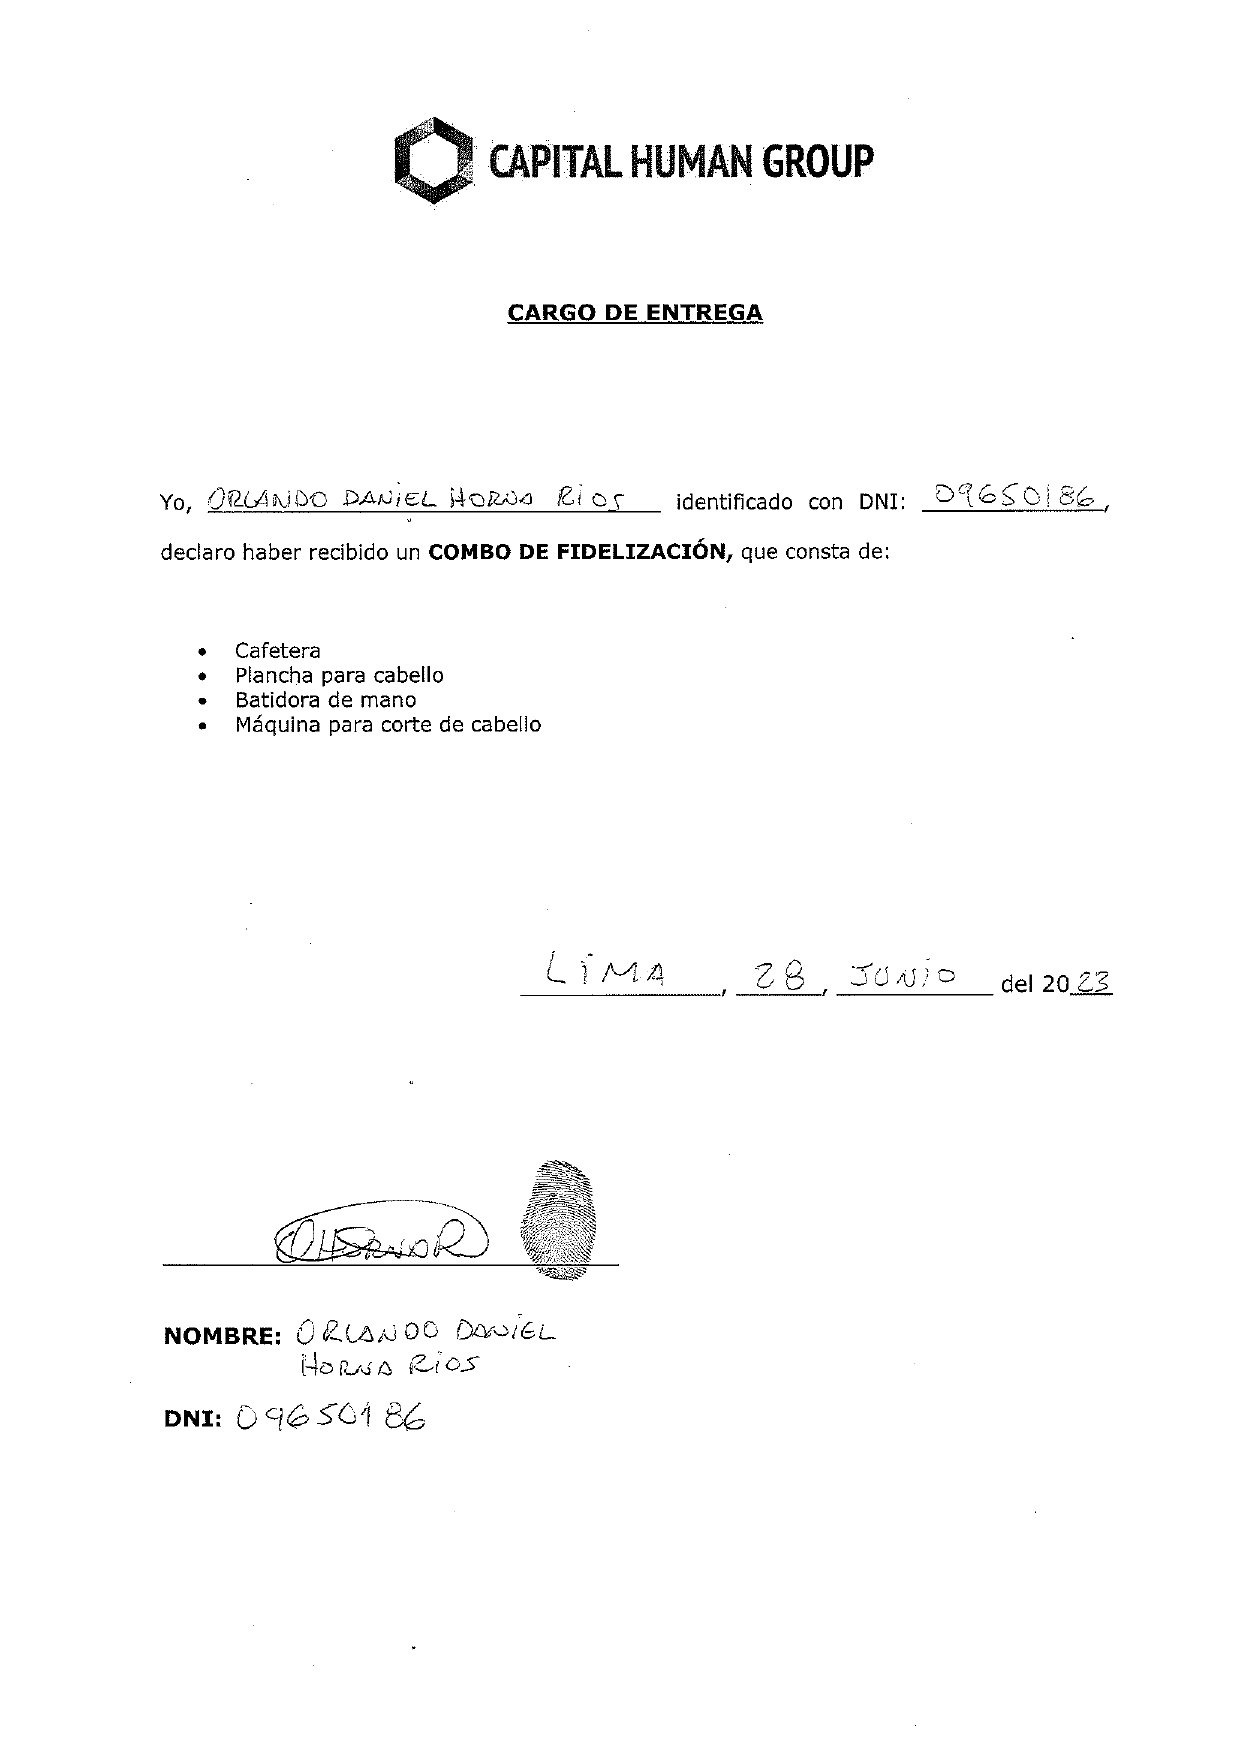 CAPITAL HUMAN GROUP
CARGO DE ENTREGA
Yo, ORLANDO DANIEL HORNA RIOS identificado con DNI: 09650186,
declaro haber recibido un COMBO DE FIDELIZACIÓN, que consta de:
• Cafetera
• Plancha para cabello
• Batidora de mano
• Máquina para corte de cabello
LIMA, 28, JUNIO del 2023
NOMBRE: ORLANDO DANIEL
HORNA RIOS
DNI: 09650186